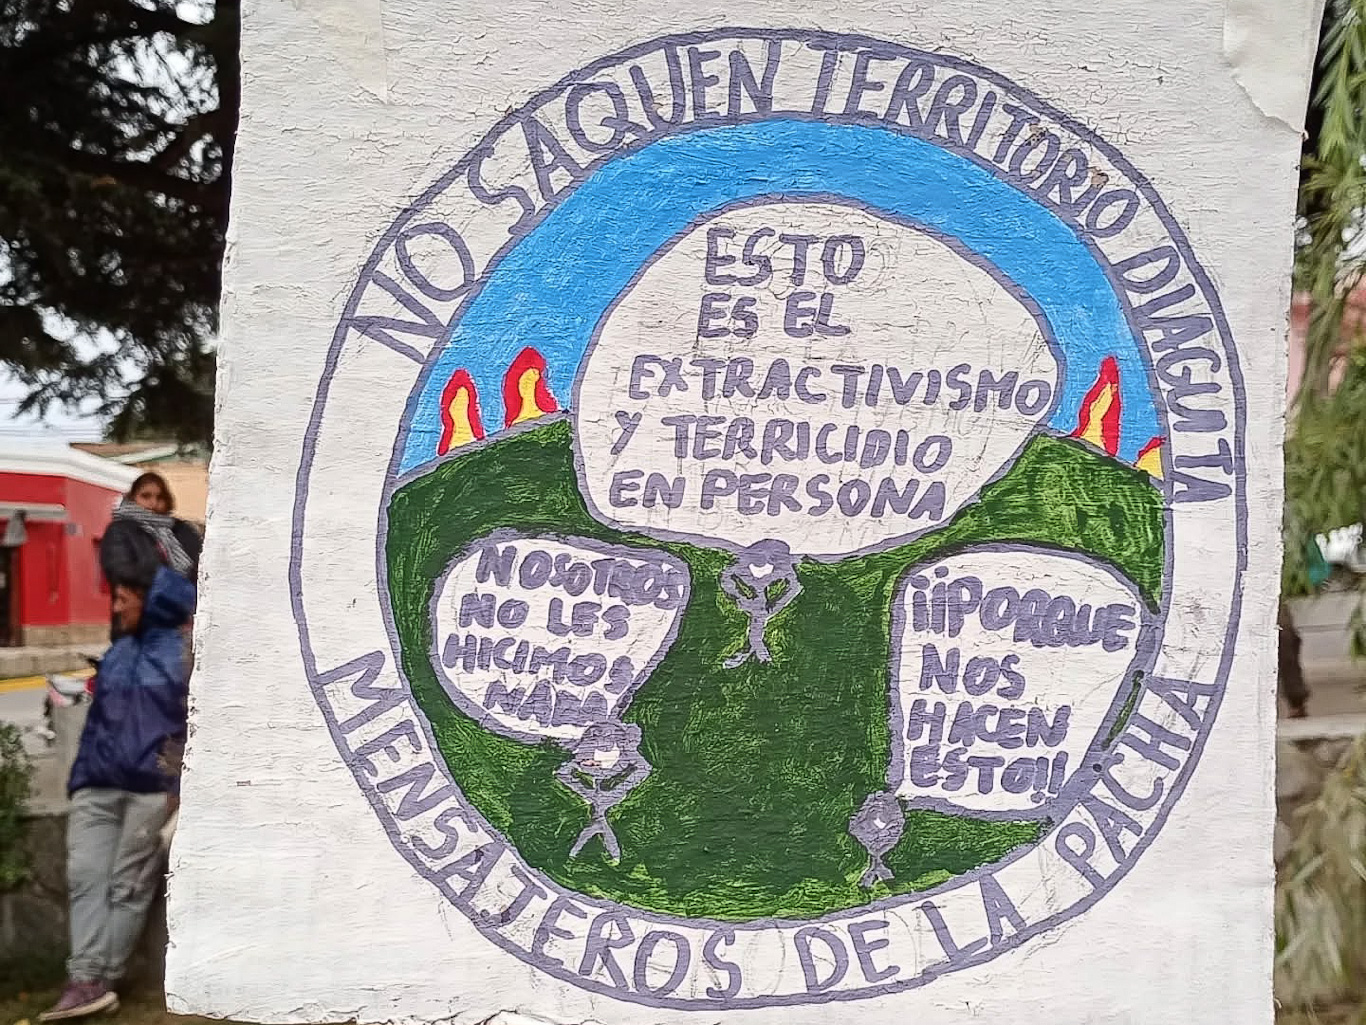 NO SAQUEN TERRITORIO DIAGUITA
ESTO
ES EL
EXTRACTIVISMO
Y TERRICIDIO
EN PERSONA
NOSOTROS
NO LES
HICIMOS
NADA
¡¡PORQUE
NOS
HACEN
ESTO!!
MENSAJEROS DE LA PACHA